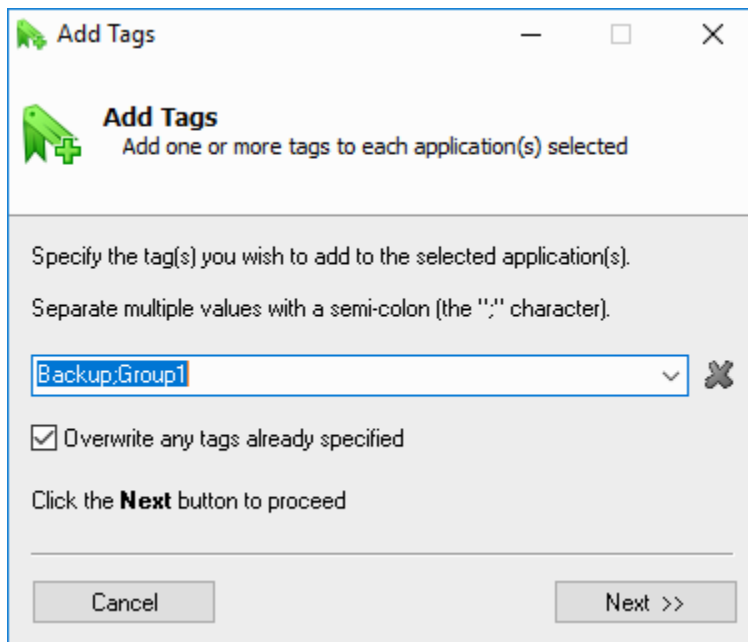 Add Tags
Add Tags
Add one or more tags to each application(s) selected
Specify the tag(s) you wish to add to the selected application(s).
Separate multiple values with a semi-colon (the ";" character).
Backup;Group1
Overwrite any tags already specified
Click the Next button to proceed
Cancel
Next >>